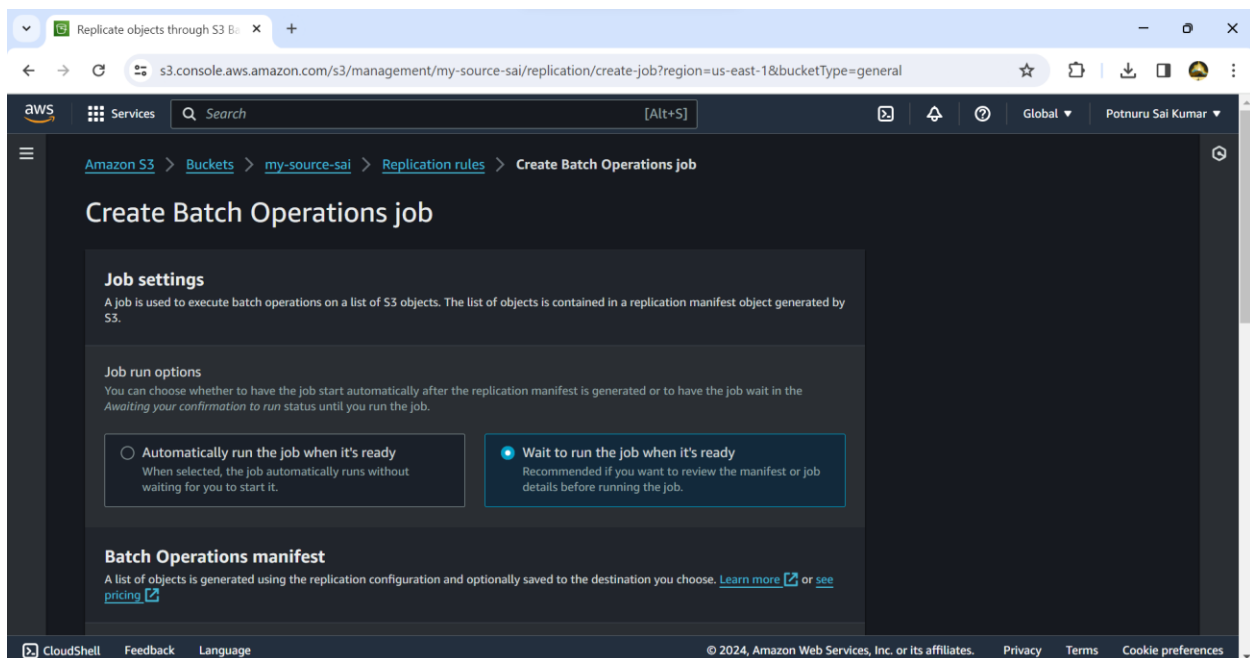 Replicate objects through S3 Ba
s3.console.aws.amazon.com/s3/management/my-source-sai/replication/create-job?region=us-east-1&bucketType=general
aws Services Search [Alt+S] Global Potnuru Sai Kumar
Amazon S3 > Buckets > my-source-sai > Replication rules > Create Batch Operations job
Create Batch Operations job
Job settings
A job is used to execute batch operations on a list of S3 objects. The list of objects is contained in a replication manifest object generated by
S3.
Job run options
You can choose whether to have the job start automatically after the replication manifest is generated or to have the job wait in the
Awaiting your confirmation to run status until you run the job.
Automatically run the job when it's ready
When selected, the job automatically runs without
waiting for you to start it.
Wait to run the job when it's ready
Recommended if you want to review the manifest or job
details before running the job.
Batch Operations manifest
A list of objects is generated using the replication configuration and optionally saved to the destination you choose. Learn more or see
pricing
CloudShell Feedback Language © 2024, Amazon Web Services, Inc. or its affiliates. Privacy Terms Cookie preferences